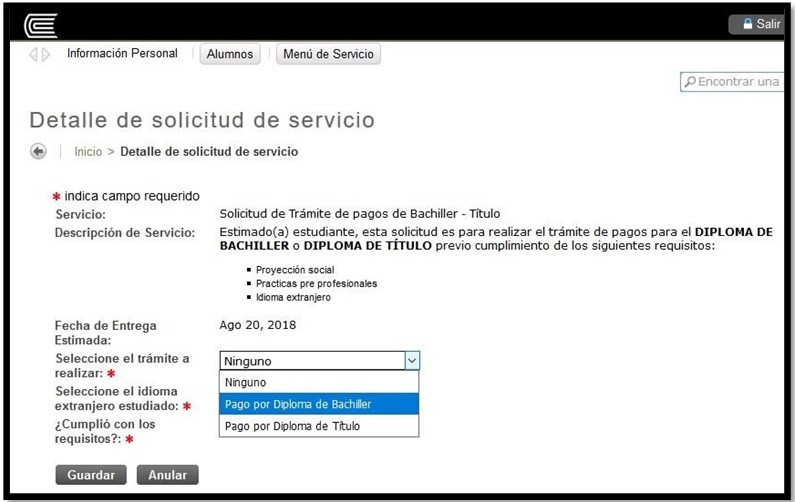 Salir
Información Personal
Alumnos
Menú de Servicio
Encontrar una
Detalle de solicitud de servicio
Inicio > Detalle de solicitud de servicio
* indica campo requerido
Servicio: Solicitud de Trámite de pagos de Bachiller - Título
Descripción de Servicio: Estimado(a) estudiante, esta solicitud es para realizar el trámite de pagos para el DIPLOMA DE
BACHILLER o DIPLOMA DE TÍTULO previo cumplimiento de los siguientes requisitos:
Proyección social
Practicas pre profesionales
Idioma extranjero
Fecha de Entrega Ago 20, 2018
Estimada:
Seleccione el trámite a
realizar: *
Ninguno
Ninguno
Pago por Diploma de Bachiller
Pago por Diploma de Título
Seleccione el idioma
extranjero estudiado: *
¿Cumplió con los
requisitos?: *
Guardar
Anular